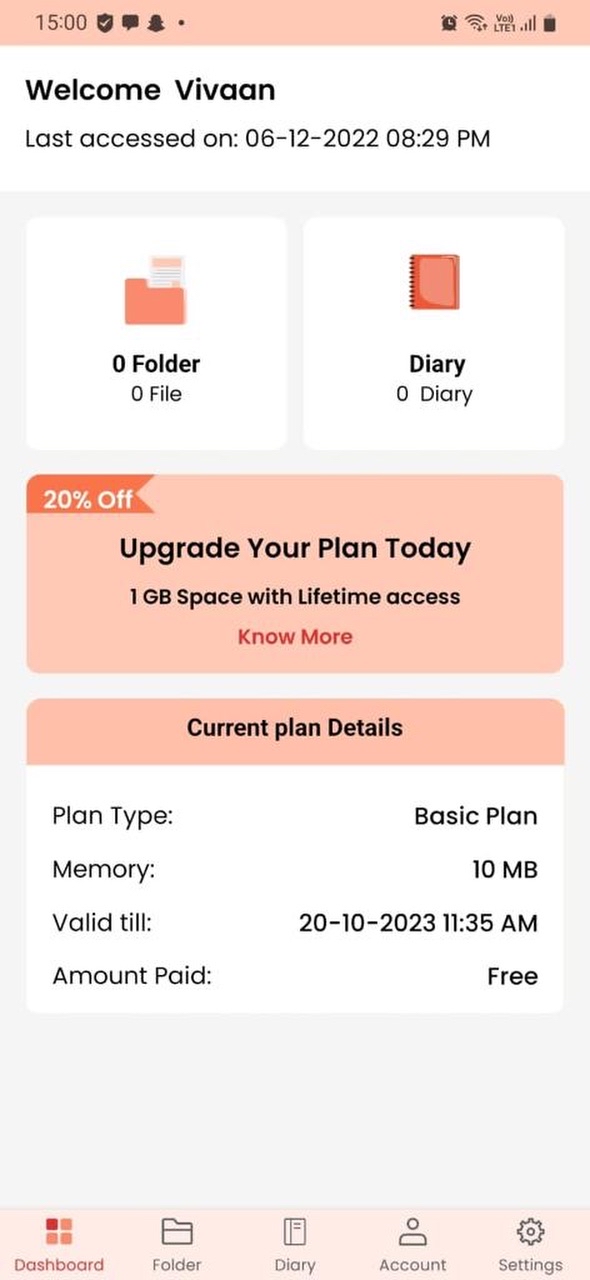 15:00
Vo))
LTE1
Welcome Vivaan
Last accessed on: 06-12-2022 08:29 PM
0 Folder
0 File
Diary
0 Diary
20% Off
Upgrade Your Plan Today
1 GB Space with Lifetime access
Know More
Current plan Details
Plan Type: Basic Plan
Memory: 10 MB
Valid till: 20-10-2023 11:35 AM
Amount Paid: Free
Dashboard Folder Diary Account Settings